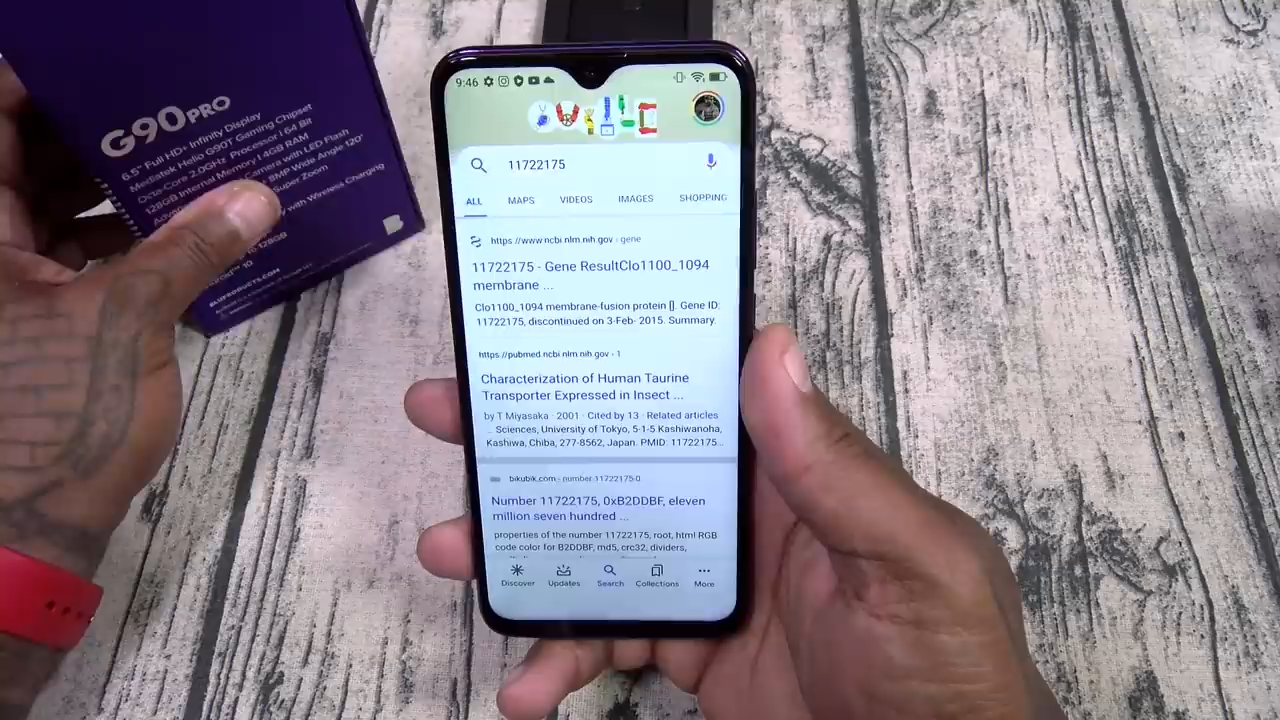 G90 PRO
6.5" Full HD+ Infinity Display
Mediatek Helio G90T Gaming Chipset
Octa-Core 2.0GHz Processor | 64 Bit
128GB Internal Memory | 4GB RAM
Camera with LED Flash
8MP Wide Angle 120°
Super Zoom
with Wireless Charging
128GB
10
BLUPRODUCTS.COM
B
9:46
11722175
ALL MAPS VIDEOS IMAGES SHOPPING
https://www.ncbi.nlm.nih.gov › gene
11722175 - Gene ResultClo1100_1094
membrane ...
Clo1100_1094 membrane-fusion protein []. Gene ID:
11722175, discontinued on 3-Feb- 2015. Summary.
https://pubmed.ncbi.nlm.nih.gov › 1
Characterization of Human Taurine
Transporter Expressed in Insect ...
by T Miyasaka · 2001 · Cited by 13 · Related articles
... Sciences, University of Tokyo, 5-1-5 Kashiwanoha,
Kashiwa, Chiba, 277-8562, Japan. PMID: 11722175...
bikubik.com › number-11722175-0
Number 11722175, 0xB2DDBF, eleven
million seven hundred ...
properties of the number 11722175, root, html RGB
code color for B2DDBF, md5, crc32, dividers,
Discover Updates Search Collections More